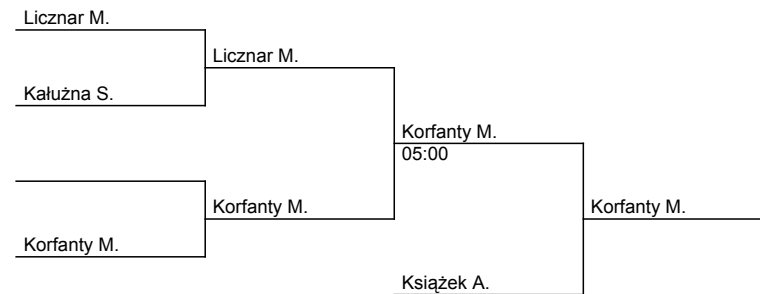 Licznar M.
Licznar M.
Kałużna S.
Korfanty M.
05:00
Korfanty M.
Korfanty M.
Korfanty M.
Książek A.